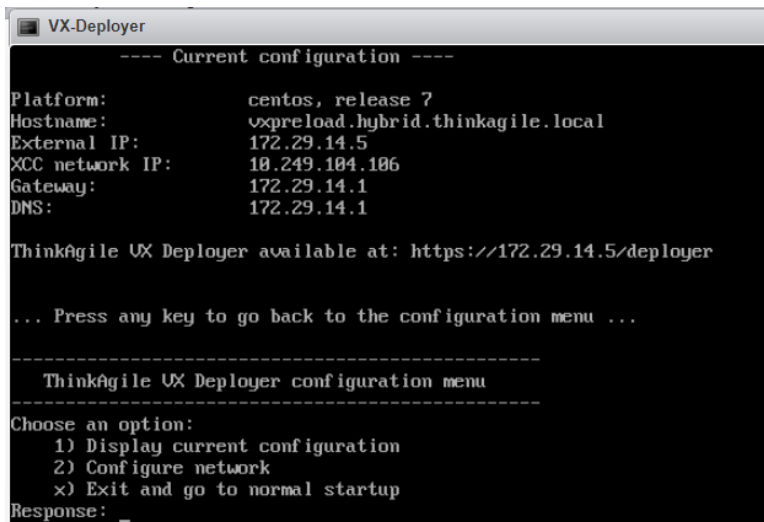 VX-Deployer
---- Current configuration ----
Platform: centos, release 7
Hostname: vxpreload.hybrid.thinkagile.local
External IP: 172.29.14.5
XCC network IP: 10.249.104.106
Gateway: 172.29.14.1
DNS: 172.29.14.1
ThinkAgile VX Deployer available at: https://172.29.14.5/deployer
... Press any key to go back to the configuration menu ...
------------------------------------------------
ThinkAgile VX Deployer configuration menu
------------------------------------------------
Choose an option:
1) Display current configuration
2) Configure network
x) Exit and go to normal startup
Response: _